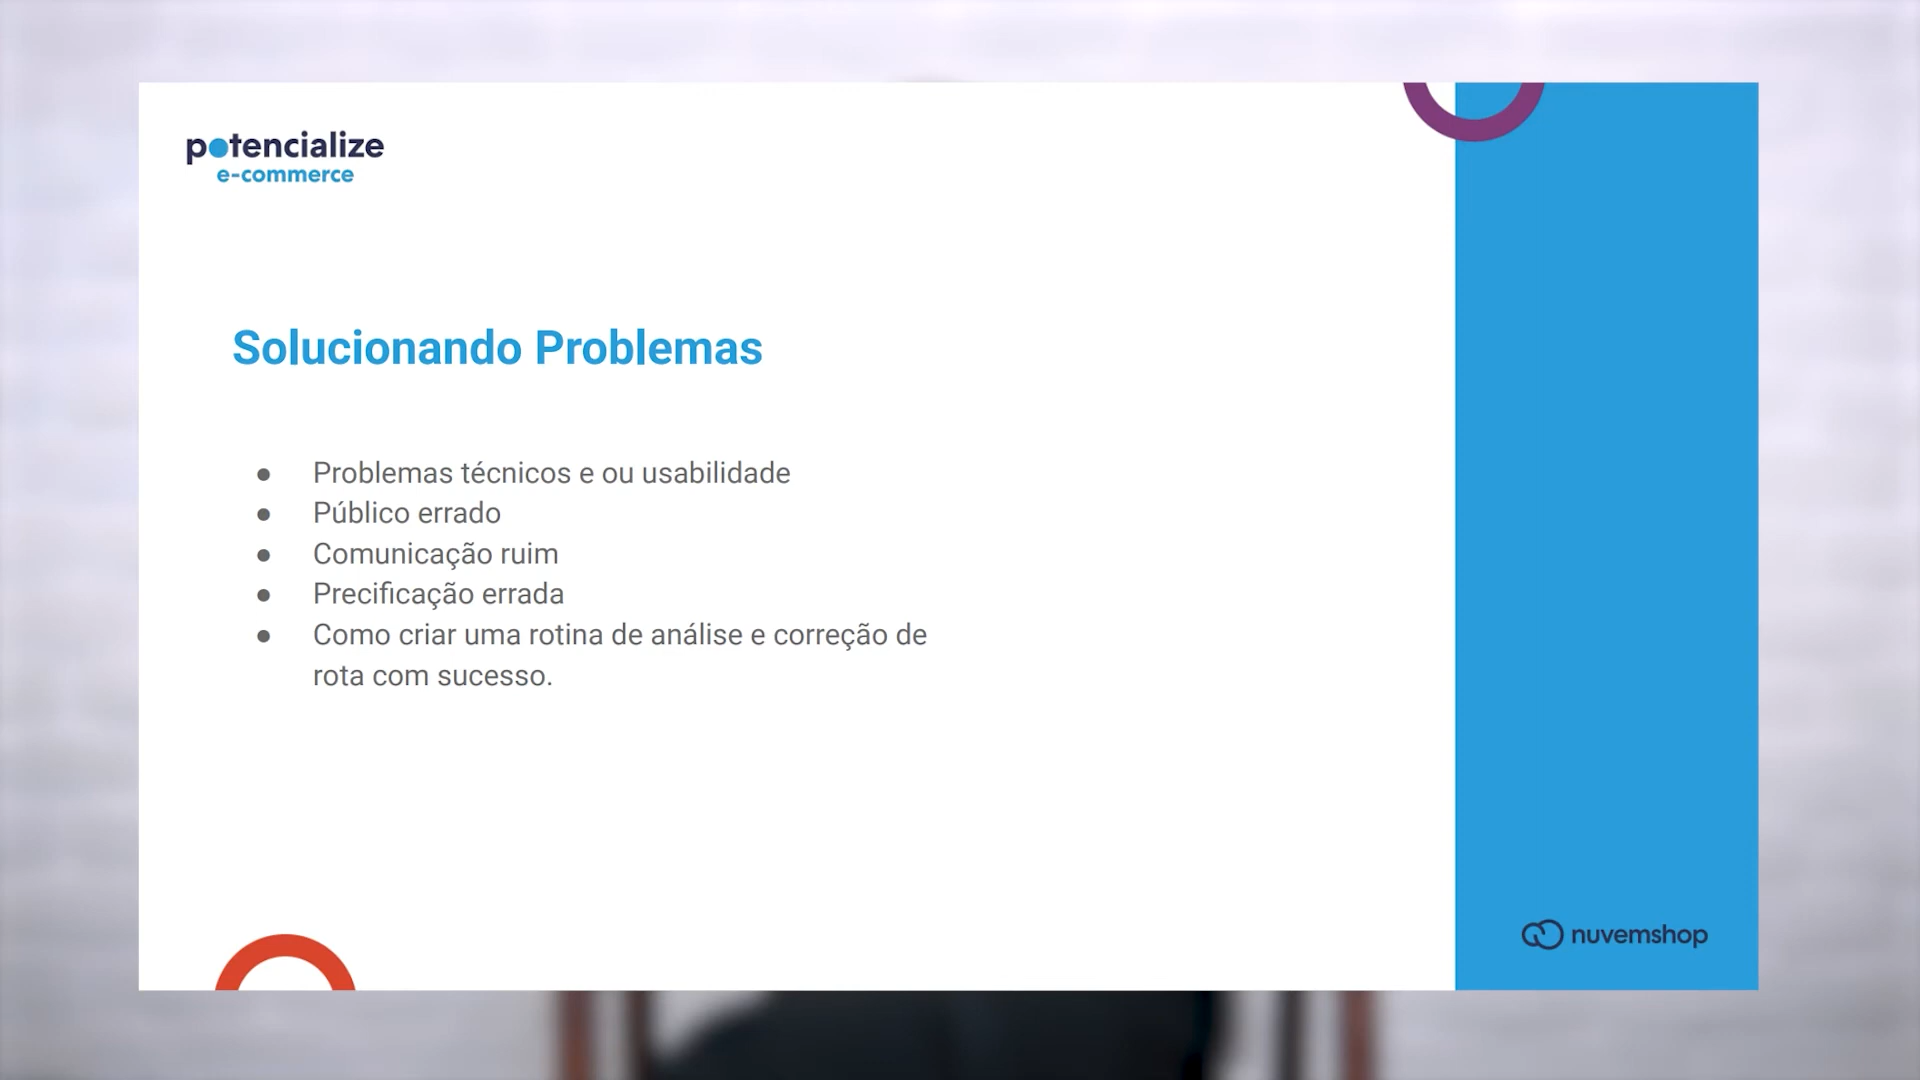 potencialize
e-commerce
Solucionando Problemas
● Problemas técnicos e ou usabilidade
● Público errado
● Comunicação ruim
● Precificação errada
● Como criar uma rotina de análise e correção de
rota com sucesso.
nuvemshop